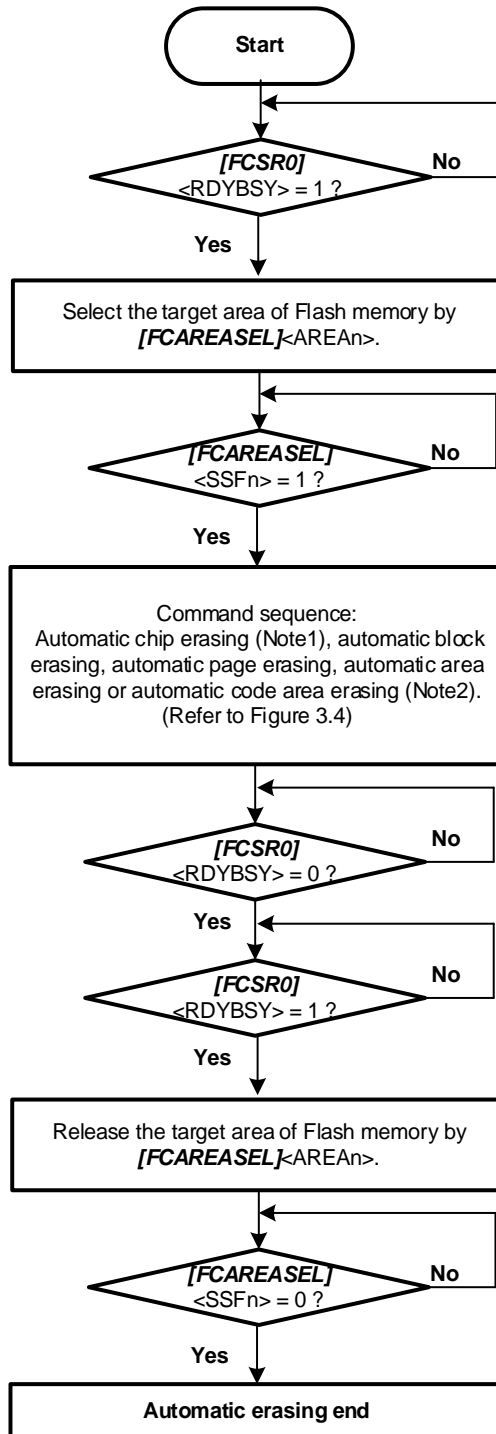 Start
[FCSR0]
<RDYBSY> = 1 ?
No
Yes
Select the target area of Flash memory by
[FCAREASEL]<AREAn>.
[FCAREASEL]
<SSFn> = 1 ?
No
Yes
Command sequence:
Automatic chip erasing (Note1), automatic block
erasing, automatic page erasing, automatic area
erasing or automatic code area erasing (Note2).
(Refer to Figure 3.4)
[FCSR0]
<RDYBSY> = 0 ?
No
Yes
[FCSR0]
<RDYBSY> = 1 ?
No
Yes
Release the target area of Flash memory by
[FCAREASEL]<AREAn>.
[FCAREASEL]
<SSFn> = 0 ?
No
Yes
Automatic erasing end